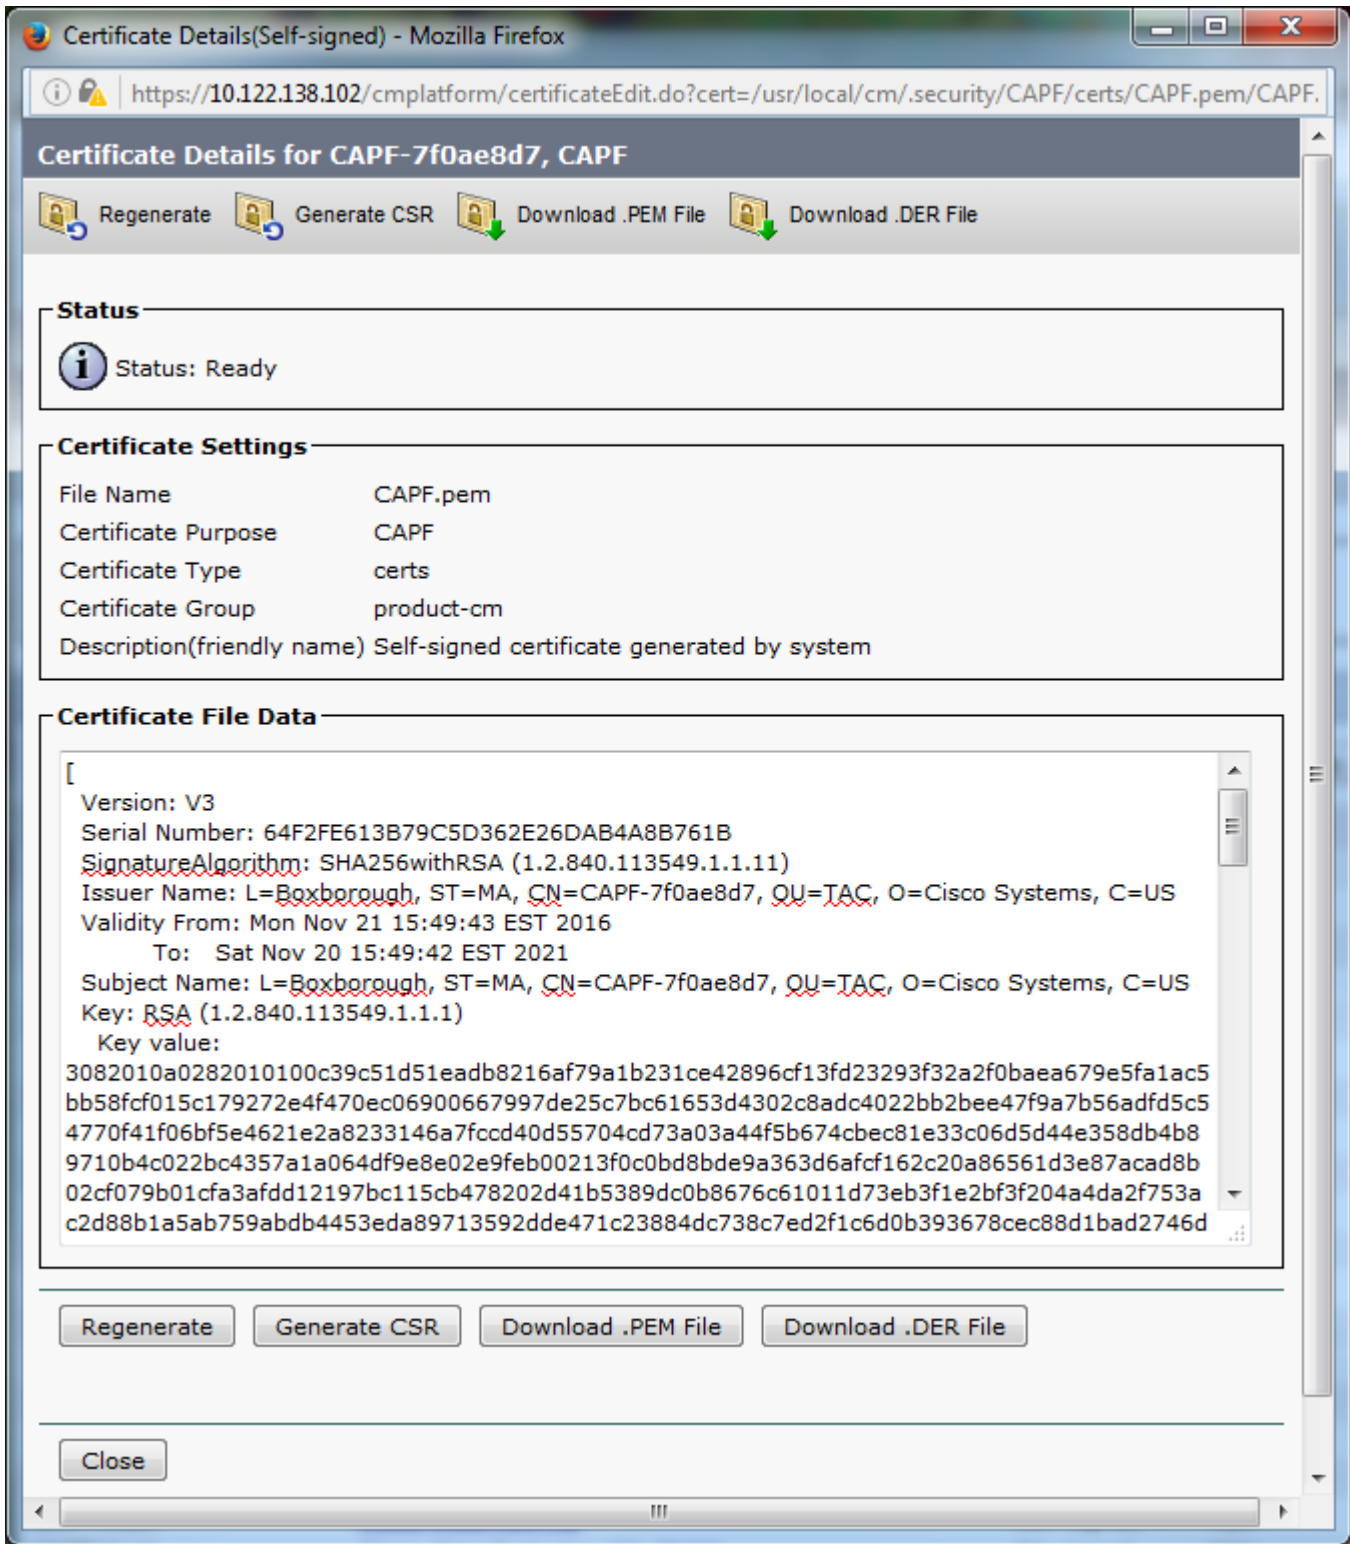 Certificate Details(Self-signed) - Mozilla Firefox
https://10.122.138.102/cmplatform/certificateEdit.do?cert=/usr/local/cm/.security/CAPF/certs/CAPF.pem/CAPF.
Certificate Details for CAPF-7f0ae8d7, CAPF
Regenerate Generate CSR Download .PEM File Download .DER File
Status
Status: Ready
Certificate Settings
File Name CAPF.pem
Certificate Purpose CAPF
Certificate Type certs
Certificate Group product-cm
Description(friendly name) Self-signed certificate generated by system
Certificate File Data
[
Version: V3
Serial Number: 64F2FE613B79C5D362E26DAB4A8B761B
SignatureAlgorithm: SHA256withRSA (1.2.840.113549.1.1.11)
Issuer Name: L=Boxborough, ST=MA, CN=CAPF-7f0ae8d7, OU=TAC, O=Cisco Systems, C=US
Validity From: Mon Nov 21 15:49:43 EST 2016
To: Sat Nov 20 15:49:42 EST 2021
Subject Name: L=Boxborough, ST=MA, CN=CAPF-7f0ae8d7, OU=TAC, O=Cisco Systems, C=US
Key: RSA (1.2.840.113549.1.1.1)
Key value:
3082010a0282010100c39c51d51eadb8216af79a1b231ce42896cf13fd23293f32a2f0baea679e5fa1ac5
bb58fcf015c179272e4f470ec06900667997de25c7bc61653d4302c8adc4022bb2bee47f9a7b56adfd5c5
4770f41f06bf5e4621e2a8233146a7fccd40d55704cd73a03a44f5b674cbec81e33c06d5d44e358db4b8
9710b4c022bc4357a1a064df9e8e02e9feb00213f0c0bd8bde9a363d6afcf162c20a86561d3e87acad8b
02cf079b01cfa3afdd12197bc115cb478202d41b5389dc0b8676c61011d73eb3f1e2bf3f204a4da2f753a
c2d88b1a5ab759abdb4453eda89713592dde471c23884dc738c7ed2f1c6d0b393678cec88d1bad2746d
Regenerate Generate CSR Download .PEM File Download .DER File
Close